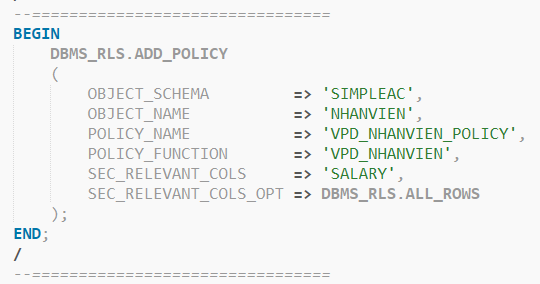 --==================================
BEGIN
    DBMS_RLS.ADD_POLICY
    (
        OBJECT_SCHEMA         => 'SIMPLEAC',
        OBJECT_NAME           => 'NHANVIEN',
        POLICY_NAME           => 'VPD_NHANVIEN_POLICY',
        POLICY_FUNCTION       => 'VPD_NHANVIEN',
        SEC_RELEVANT_COLS     => 'SALARY',
        SEC_RELEVANT_COLS_OPT => DBMS_RLS.ALL_ROWS
    );
END;
/
--==================================